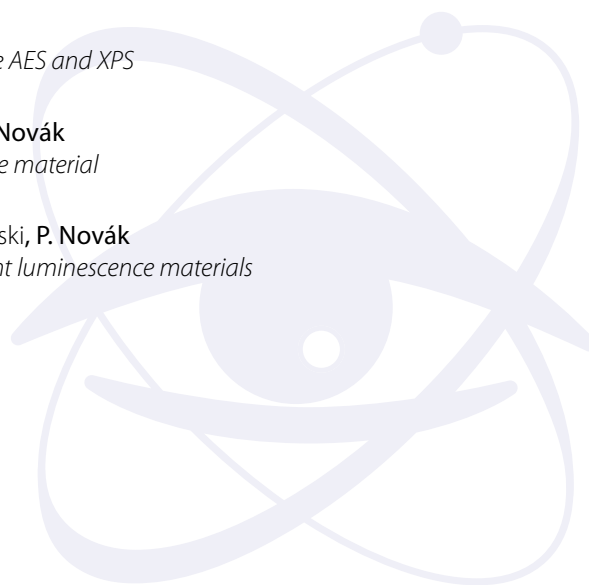 AES and XPS
Novák
material
ski, P. Novák
nt luminescence materials